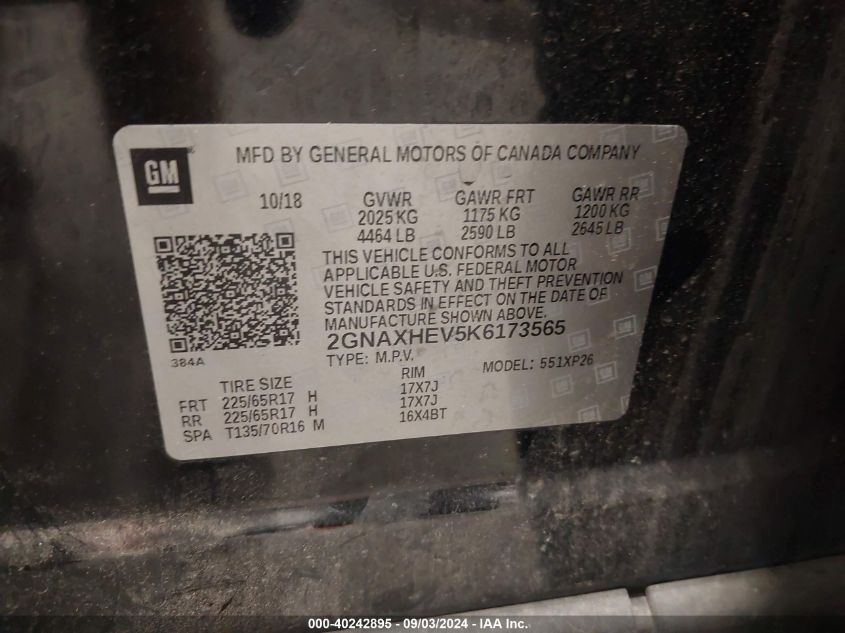 GM
MFD BY GENERAL MOTORS OF CANADA COMPANY
10/18 GVWR GAWR FRT GAWR RR
2025 KG 1175 KG 1200 KG
4464 LB 2590 LB 2645 LB
THIS VEHICLE CONFORMS TO ALL
APPLICABLE U.S. FEDERAL MOTOR
VEHICLE SAFETY AND THEFT PREVENTION
STANDARDS IN EFFECT ON THE DATE OF
MANUFACTURE SHOWN ABOVE.
2GNAXHEV5K6173565
384A
TYPE: M.P.V. MODEL: 551XP26
TIRE SIZE RIM
FRT 225/65R17 H 17X7J
RR 225/65R17 H 17X7J
SPA T135/70R16 M 16X4BT
000-40242895 - 09/03/2024 - IAA Inc.